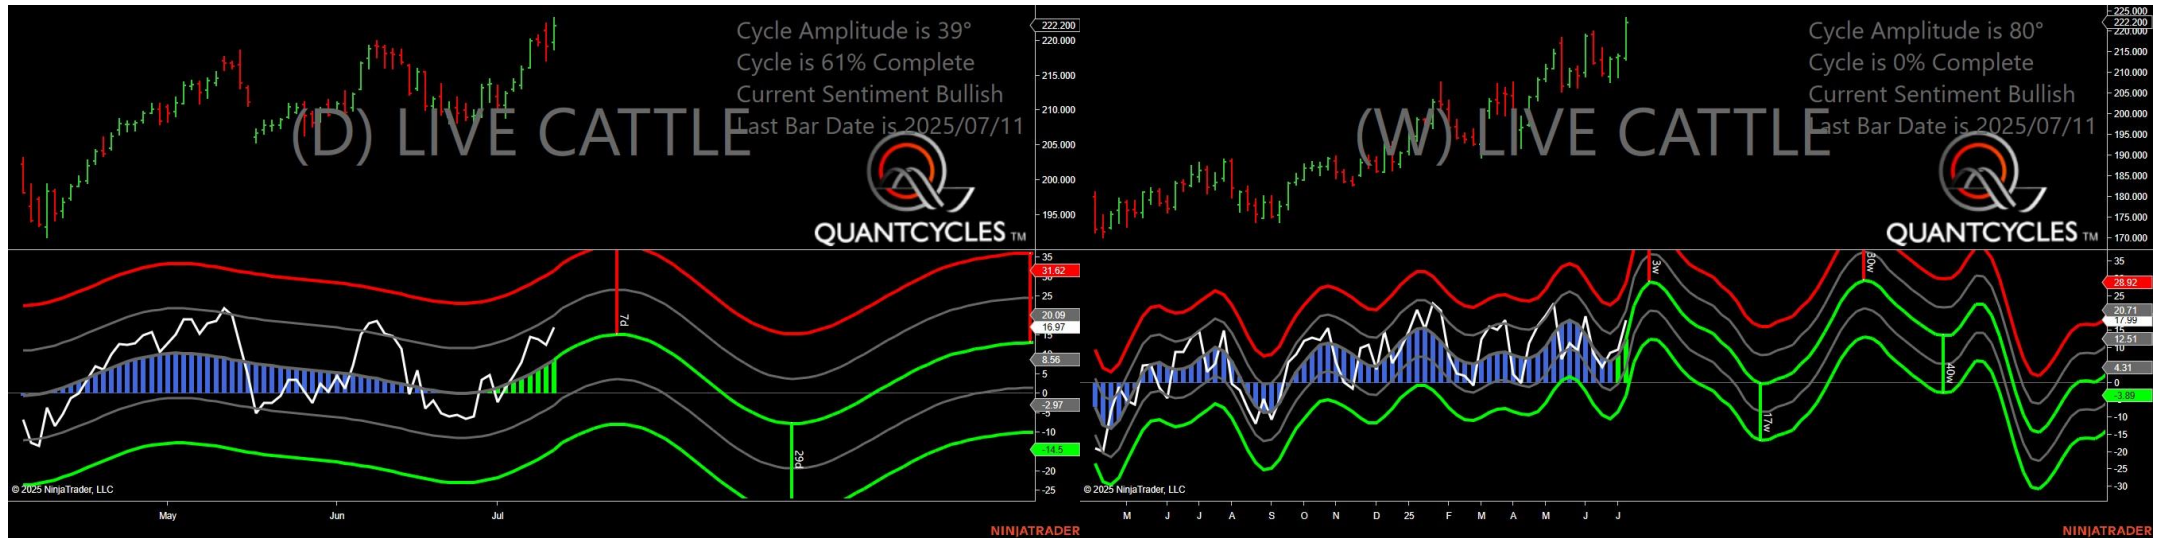 Cycle Amplitude is 39°
Cycle is 61% Complete
Current Sentiment Bullish
Last Bar Date is 2025/07/11
(D) LIVE CATTLE
QUANTCYCLES TM
222.200
220.000
215.000
210.000
205.000
200.000
195.000
35
31.62
25
20.09
16.97
8.56
5
0
-2.97
-5
-10
-14.5
-20
-25
7d
29d
© 2025 NinjaTrader, LLC
May
Jun
Jul
NINJATRADER
Cycle Amplitude is 80°
Cycle is 0% Complete
Current Sentiment Bullish
Last Bar Date is 2025/07/11
(W) LIVE CATTLE
QUANTCYCLES TM
225.000
222.200
220.000
215.000
210.000
205.000
200.000
195.000
190.000
185.000
180.000
175.000
170.000
35
28.92
25
20.71
17.99
15
12.51
10
4.31
0
-3.89
-10
-15
-20
-25
-30
3w
17w
30w
40w
© 2025 NinjaTrader, LLC
M
J
J
A
S
O
N
D
25
F
M
A
M
J
J
NINJATRADER